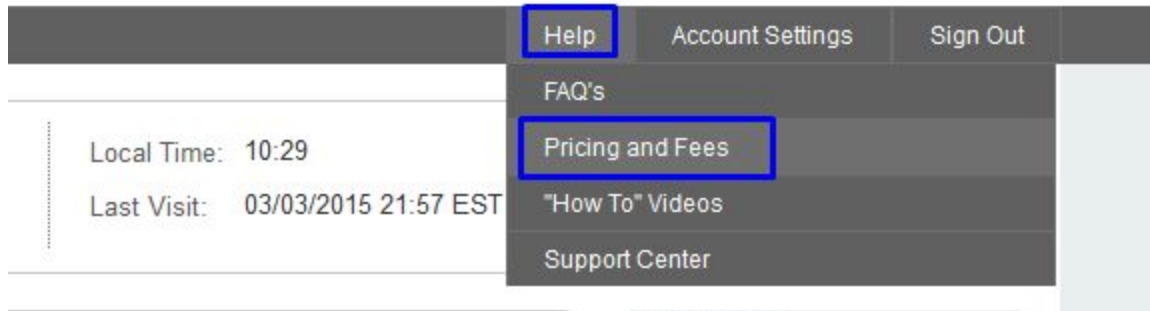 Help Account Settings Sign Out
FAQ's
Pricing and Fees
"How To" Videos
Support Center
Local Time: 10:29
Last Visit: 03/03/2015 21:57 EST